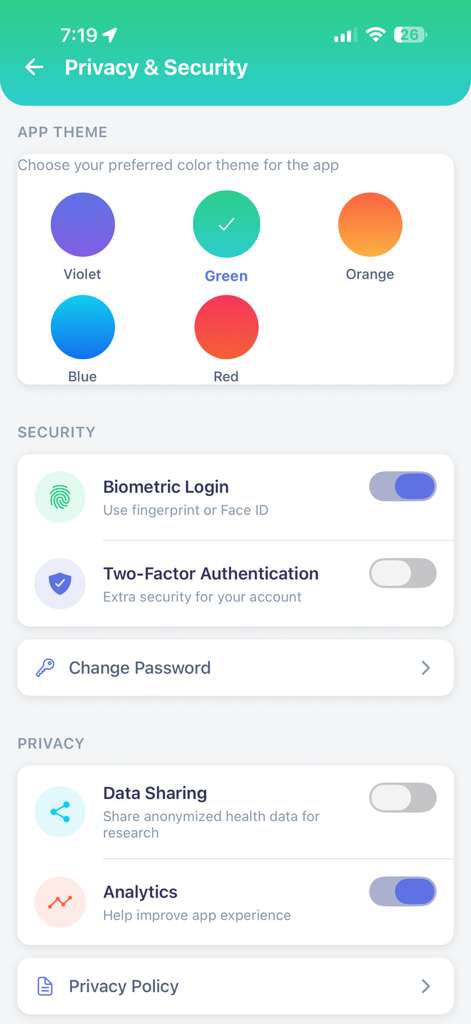 7:19
26
Privacy & Security
APP THEME
Choose your preferred color theme for the app
Violet
Green
Orange
Blue
Red
SECURITY
Biometric Login
Use fingerprint or Face ID
Two-Factor Authentication
Extra security for your account
Change Password
PRIVACY
Data Sharing
Share anonymized health data for
research
Analytics
Help improve app experience
Privacy Policy